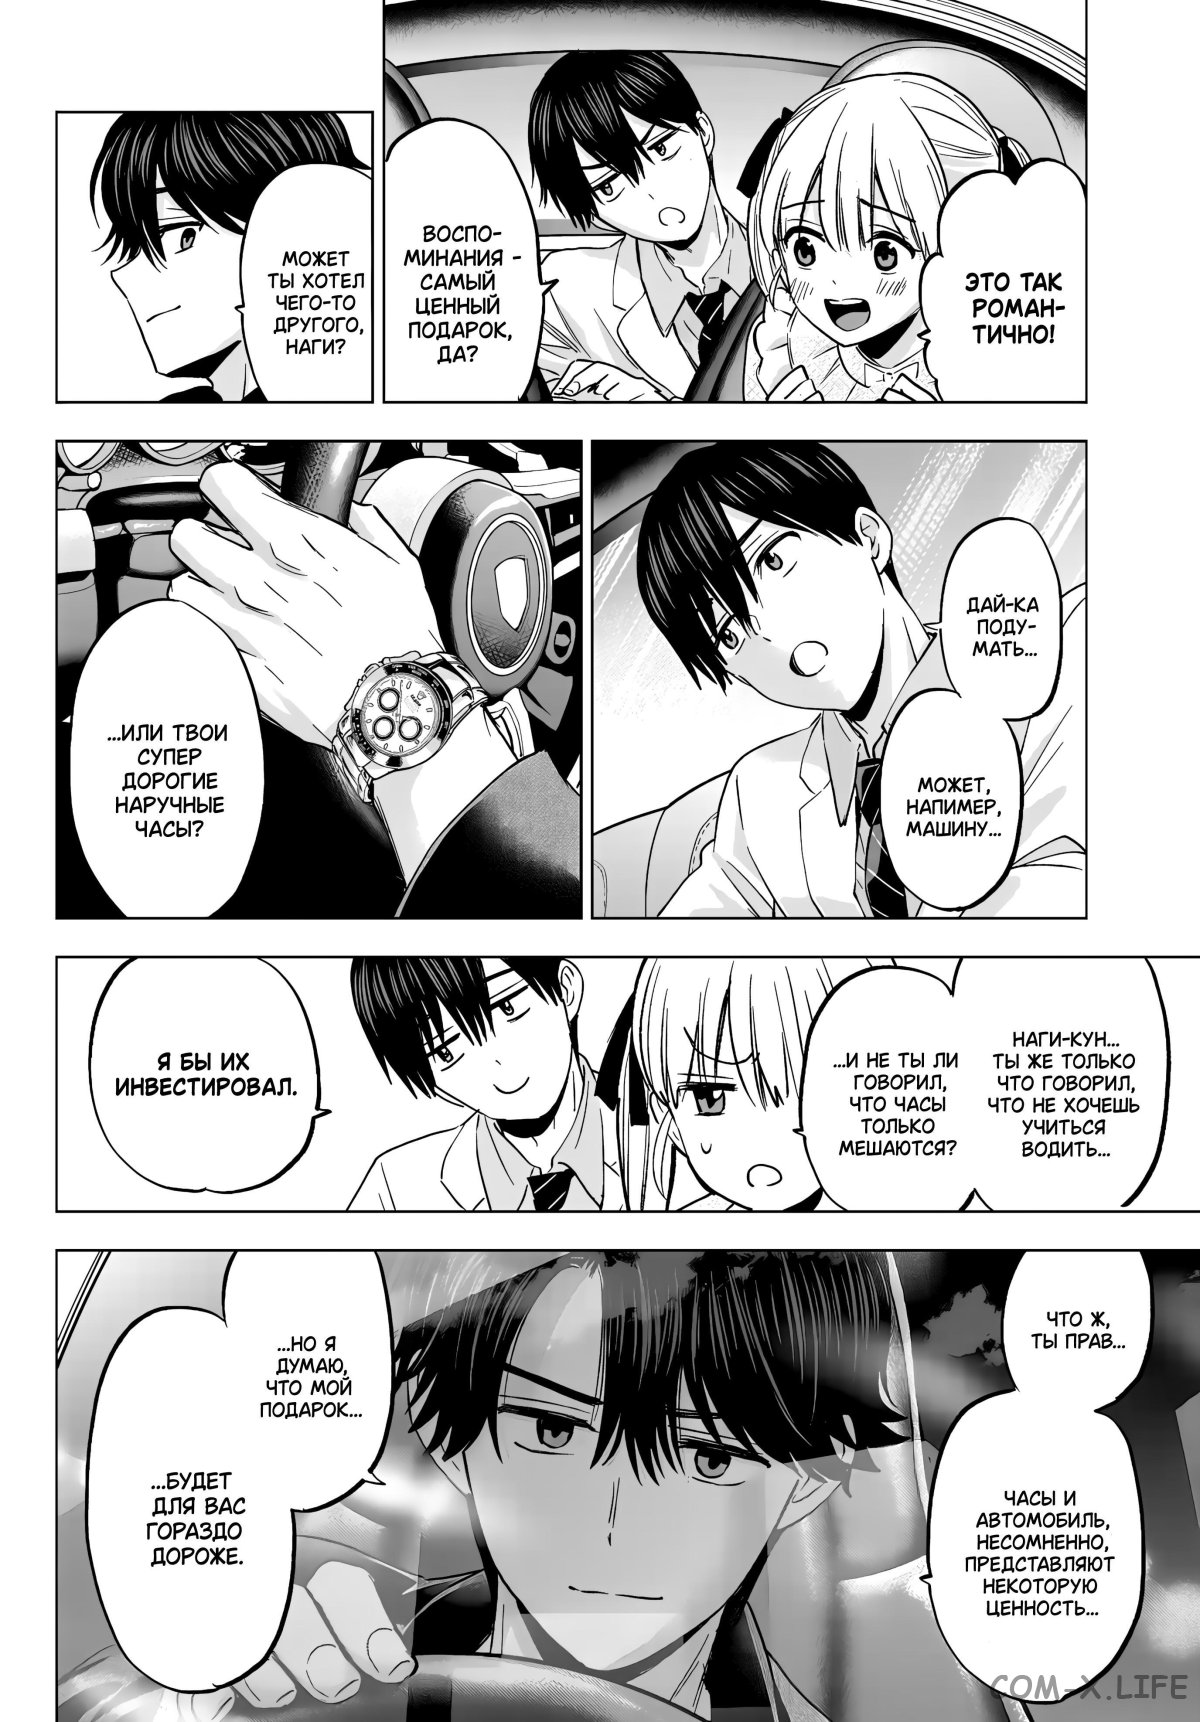 ЭТО ТАК
РОМАН-
ТИЧНО!
ВОСПО-
МИНАНИЯ -
САМЫЙ
ЦЕННЫЙ
ПОДАРОК,
ДА?
МОЖЕТ
ТЫ ХОТЕЛ
ЧЕГО-ТО
ДРУГОГО,
НАГИ?
ДАЙ-КА
ПОДУ-
МАТЬ...
МОЖЕТ,
НАПИМЕР,
МАШИНУ...
...ИЛИ ТВОИ
СУПЕР
ДОРОГИЕ
НАРУЧНЫЕ
ЧАСЫ?
НАГИ-КУН...
ТЫ ЖЕ ТОЛЬКО
ЧТО ГОВОРИЛ,
ЧТО НЕ ХОЧЕШЬ
УЧИТЬСЯ
ВОДИТЬ...
...И НЕ ТЫ ЛИ
ГОВОРИЛ,
ЧТО ЧАСЫ
ТОЛЬКО
МЕШАЮТСЯ?
Я БЫ ИХ
ИНВЕСТИРОВАЛ.
ЧТО Ж,
ТЫ ПРАВ...
ЧАСЫ И
АВТОМОБИЛЬ,
НЕСОМНЕННО,
ПРЕДСТАВЛЯЮТ
НЕКОТОРУЮ
ЦЕННОСТЬ...
...НО Я
ДУМАЮ,
ЧТО МОЙ
ПОДАРОК...
...БУДЕТ
ДЛЯ ВАС
ГОРАЗДО
ДОРОЖЕ.
COM-X.LIFE